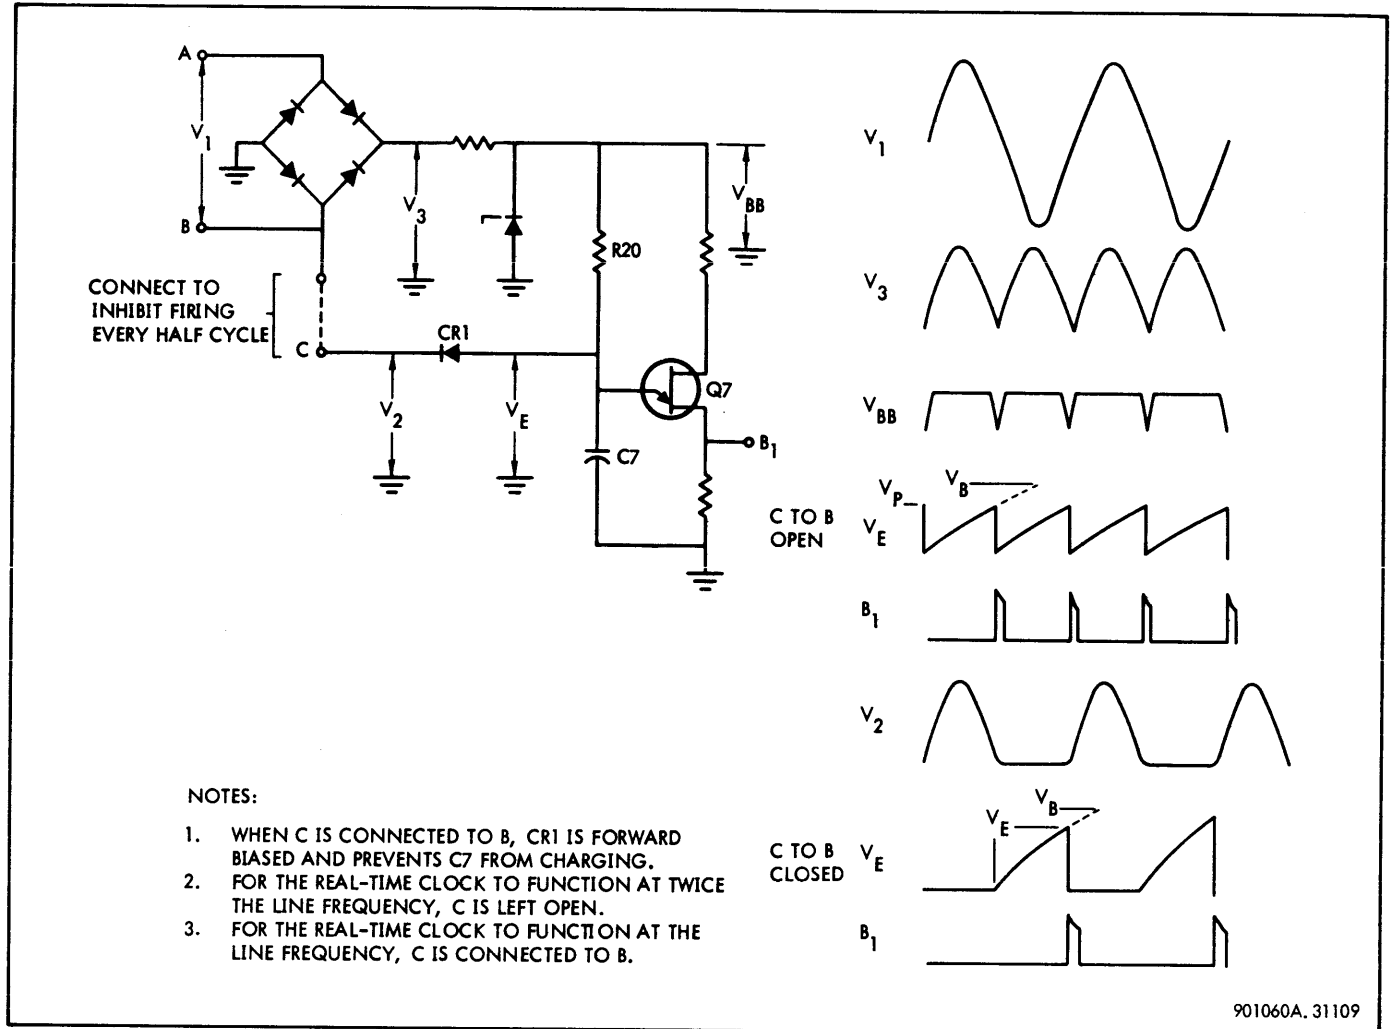 A
V1
B
CONNECT TO
INHIBIT FIRING
EVERY HALF CYCLE
C
V3
VBB
R20
CR1
V2
VE
Q7
B1
C7
V1
V3
VBB
VP
VB
C TO B
OPEN
VE
B1
V2
VE
VB
C TO B
CLOSED
VE
B1
NOTES:
1. WHEN C IS CONNECTED TO B, CR1 IS FORWARD
BIASED AND PREVENTS C7 FROM CHARGING.
2. FOR THE REAL-TIME CLOCK TO FUNCTION AT TWICE
THE LINE FREQUENCY, C IS LEFT OPEN.
3. FOR THE REAL-TIME CLOCK TO FUNCTION AT THE
LINE FREQUENCY, C IS CONNECTED TO B.
901060A.31109